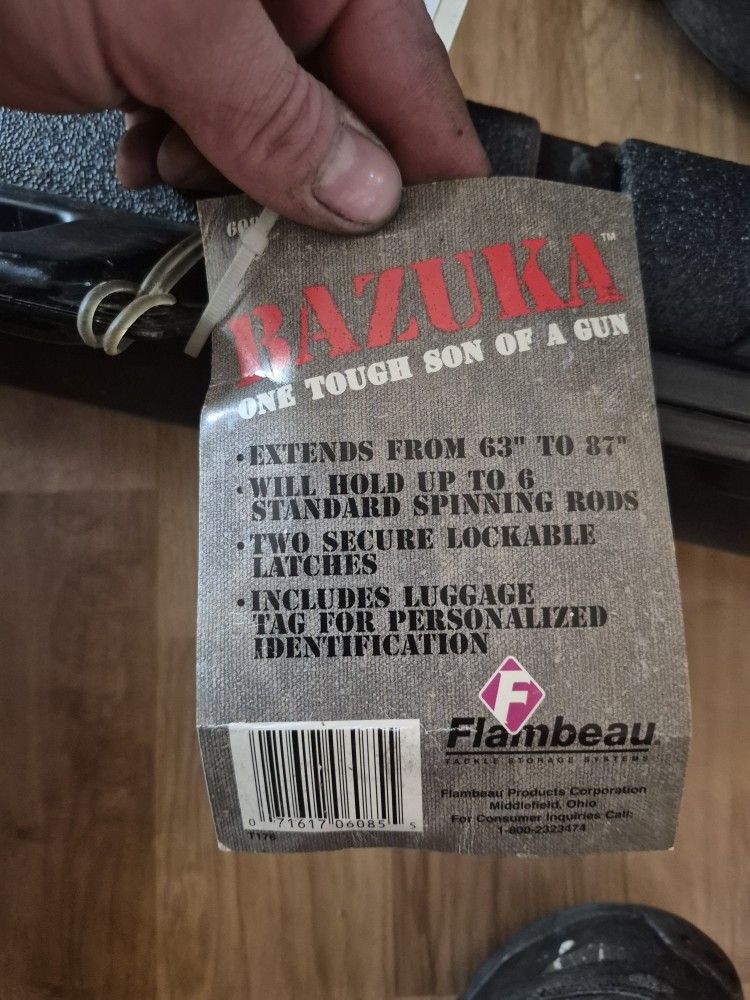 BAZUKA™
ONE TOUGH SON OF A GUN
• EXTENDS FROM 63" TO 87"
• WILL HOLD UP TO 6
STANDARD SPINNING RODS
• TWO SECURE LOCKABLE
LATCHES
• INCLUDES LUGGAGE
TAG FOR PERSONALIZED
IDENTIFICATION
F
Flambeau
TACKLE STORAGE SYSTEMS
Flambeau Products Corporation
Middlefield, Ohio
For Consumer Inquiries Call:
1-800-2323474
0 71617 06085 5